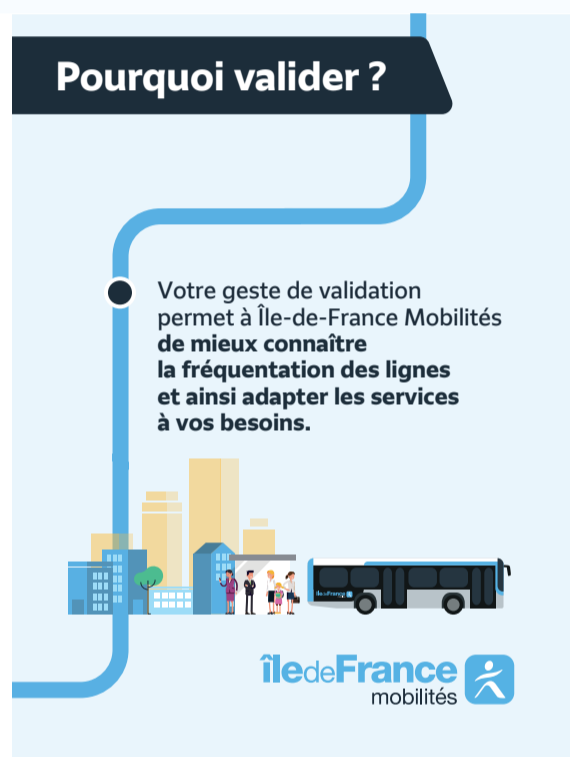 Pourquoi valider ?
Votre geste de validation
permet à Île-de-France Mobilités
de mieux connaître
la fréquentation des lignes
et ainsi adapter les services
à vos besoins.
îledeFrance
îledeFrance
mobilités